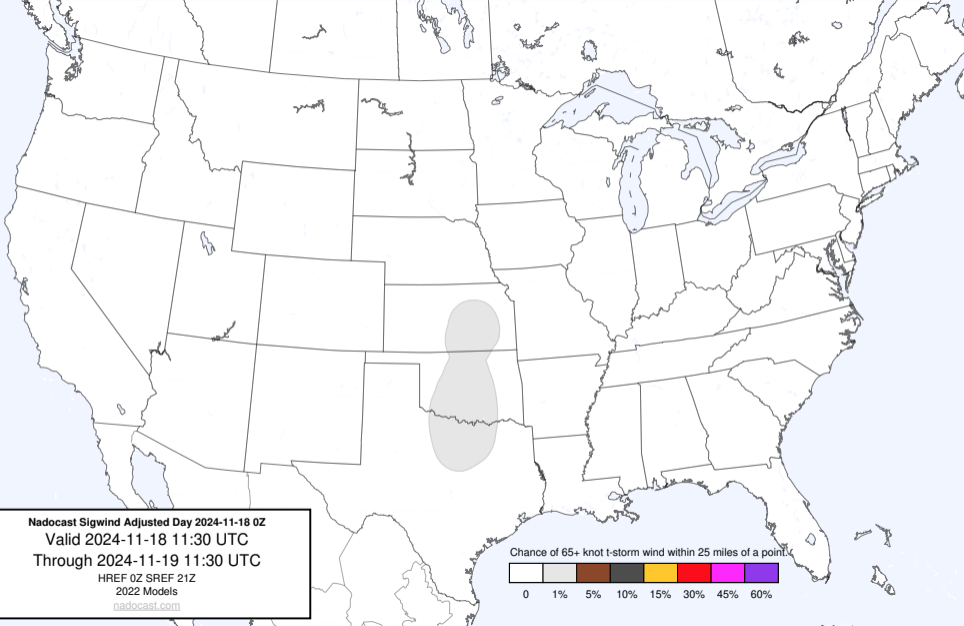 Nadocast Sigwind Adjusted Day 2024-11-18 0Z
Valid 2024-11-18 11:30 UTC
Through 2024-11-19 11:30 UTC
HREF 0Z SREF 21Z
2022 Models
nadocast.com
Chance of 65+ knot t-storm wind within 25 miles of a point.
0 1% 5% 10% 15% 30% 45% 60%